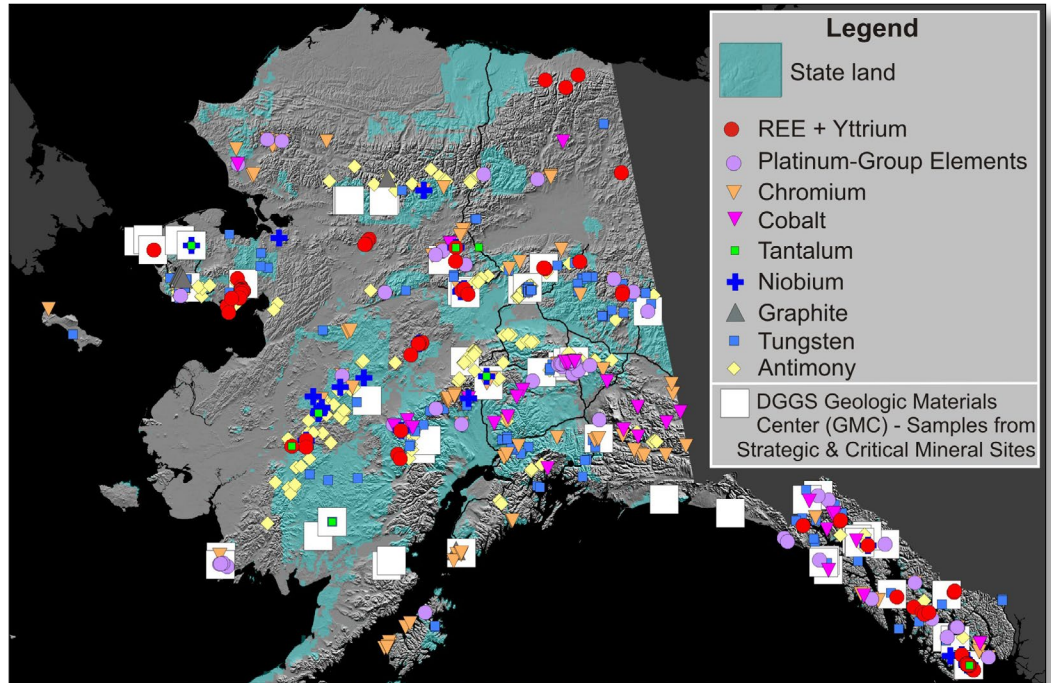 Legend
State land
REE + Yttrium
Platinum-Group Elements
Chromium
Cobalt
Tantalum
Niobium
Graphite
Tungsten
Antimony
DGGS Geologic Materials
Center (GMC) - Samples from
Strategic & Critical Mineral Sites